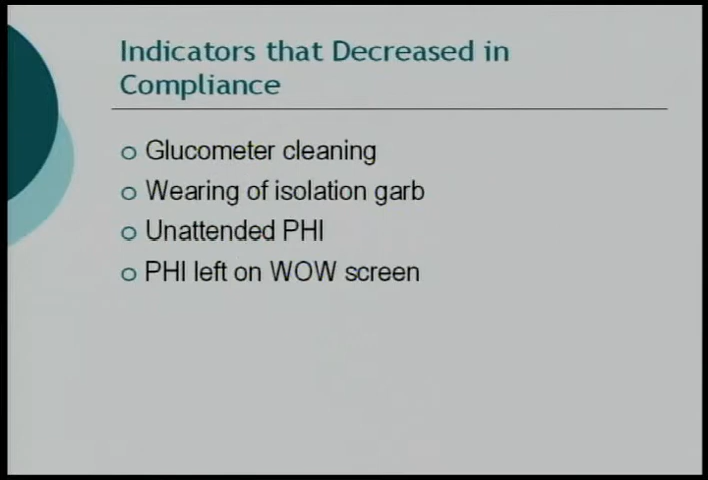 Indicators that Decreased in
Compliance
Glucometer cleaning
Wearing of isolation garb
Unattended PHI
PHI left on WOW screen